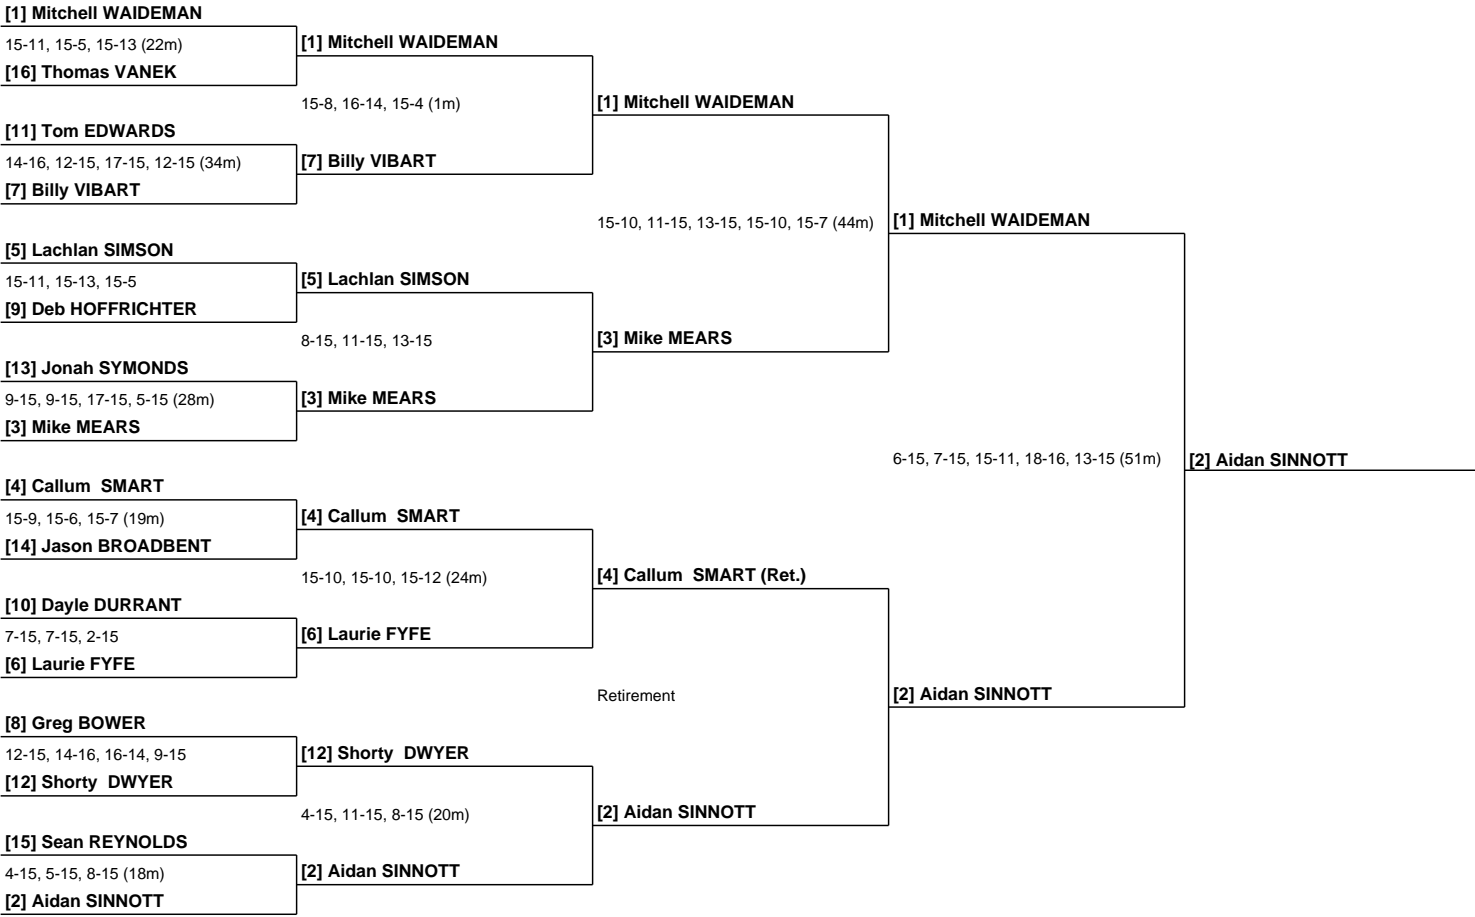 [1] Mitchell WAIDEMAN
15-11, 15-5, 15-13 (22m)
[16] Thomas VANEK
[11] Tom EDWARDS
14-16, 12-15, 17-15, 12-15 (34m)
[7] Billy VIBART
[5] Lachlan SIMSON
15-11, 15-13, 15-5
[9] Deb HOFFRICHTER
[13] Jonah SYMONDS
9-15, 9-15, 17-15, 5-15 (28m)
[3] Mike MEARS
[4] Callum  SMART
15-9, 15-6, 15-7 (19m)
[14] Jason BROADBENT
[10] Dayle DURRANT
7-15, 7-15, 2-15
[6] Laurie FYFE
[8] Greg BOWER
12-15, 14-16, 16-14, 9-15
[12] Shorty  DWYER
[15] Sean REYNOLDS
4-15, 5-15, 8-15 (18m)
[2] Aidan SINNOTT
[1] Mitchell WAIDEMAN
15-8, 16-14, 15-4 (1m)
[7] Billy VIBART
[5] Lachlan SIMSON
8-15, 11-15, 13-15
[3] Mike MEARS
[4] Callum  SMART
15-10, 15-10, 15-12 (24m)
[6] Laurie FYFE
[12] Shorty  DWYER
4-15, 11-15, 8-15 (20m)
[2] Aidan SINNOTT
[1] Mitchell WAIDEMAN
15-10, 11-15, 13-15, 15-10, 15-7 (44m)
[3] Mike MEARS
[4] Callum  SMART (Ret.)
Retirement
[2] Aidan SINNOTT
[1] Mitchell WAIDEMAN
6-15, 7-15, 15-11, 18-16, 13-15 (51m)
[2] Aidan SINNOTT
[2] Aidan SINNOTT